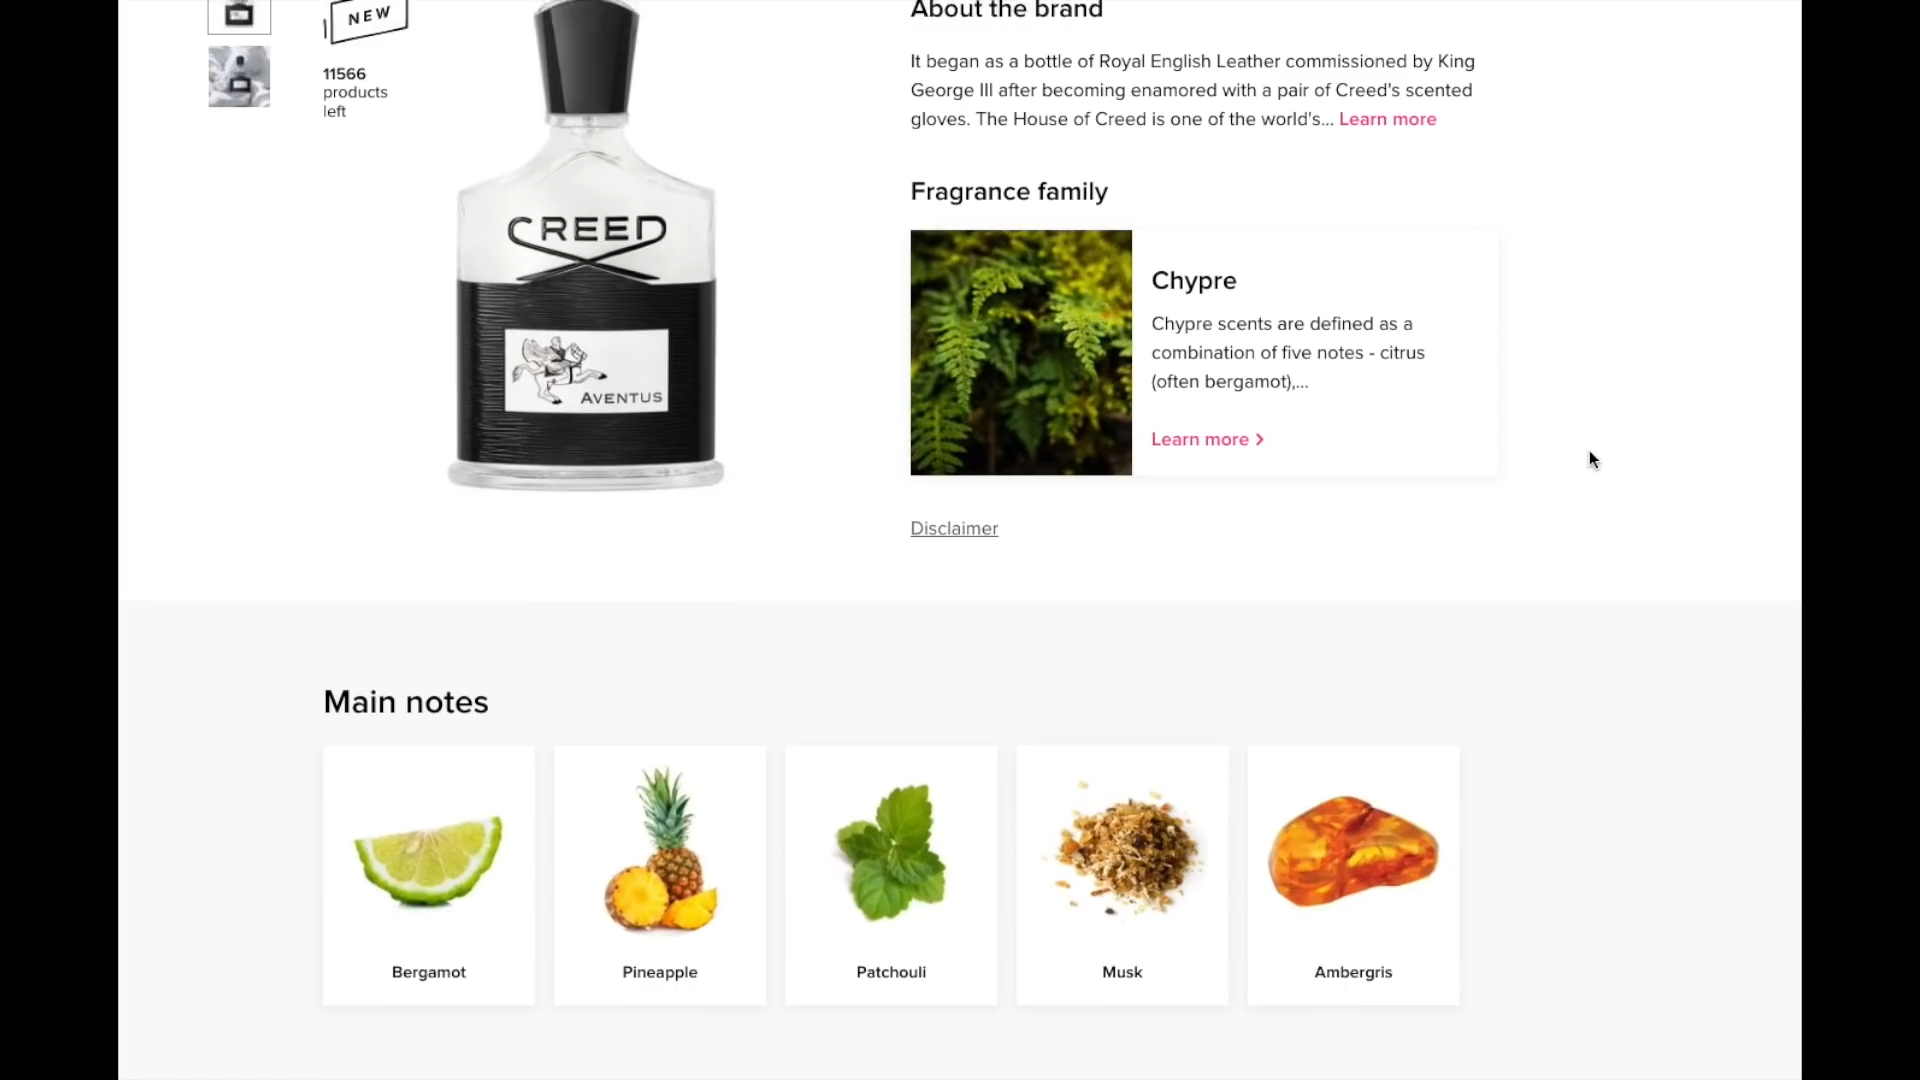 NEW
11566
products
left
CREED
AVENTUS
About the brand
It began as a bottle of Royal English Leather commissioned by King
George III after becoming enamored with a pair of Creed's scented
gloves. The House of Creed is one of the world's... Learn more
Fragrance family
Chypre
Chypre scents are defined as a
combination of five notes - citrus
(often bergamot),...
Learn more
Disclaimer
Main notes
Bergamot
Pineapple
Patchouli
Musk
Ambergris